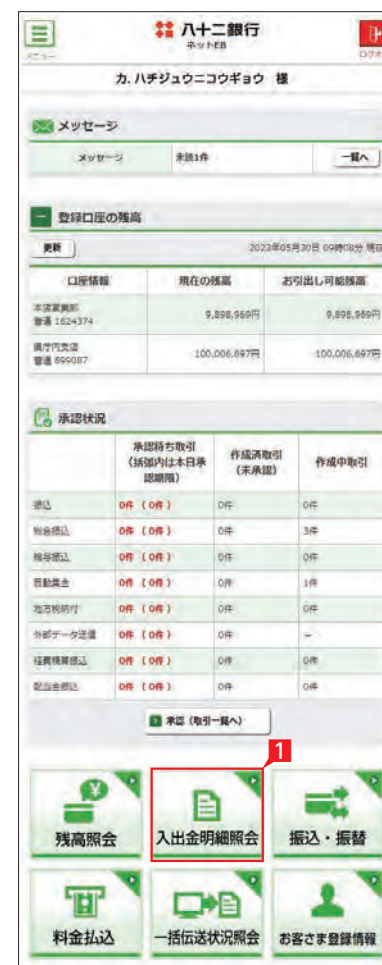 八十二銀行
ネットEB
メニュー
カ. ハチジュウニコウギョウ 様
メッセージ
メッセージ 未読1件 一覧へ
登録口座の残高
更新 2023年05月30日 09時08分 現在
口座情報 現在の残高 お引出し可能残高
本店営業部
普通 1624374 9,898,969円 9,898,969円
県庁内支店
普通 699087 100,006,697円 100,006,697円
承認状況
承認待ち取引
(括弧内は本日承
認期限)
作成済取引
(未承認)
作成中取引
振込 0件 (0件) 0件 0件
総合振込 0件 (0件) 0件 3件
給与振込 0件 (0件) 0件 0件
自動集金 0件 (0件) 0件 1件
地方税納付 0件 (0件) 0件 0件
外部データ送信 0件 (0件) 0件 -
経費精算振込 0件 (0件) 0件 0件
配当金振込 0件 (0件) 0件 0件
承認 (取引一覧へ)
1
残高照会 入出金明細照会 振込・振替
料金払込 一括伝送状況照会 お客さま登録情報